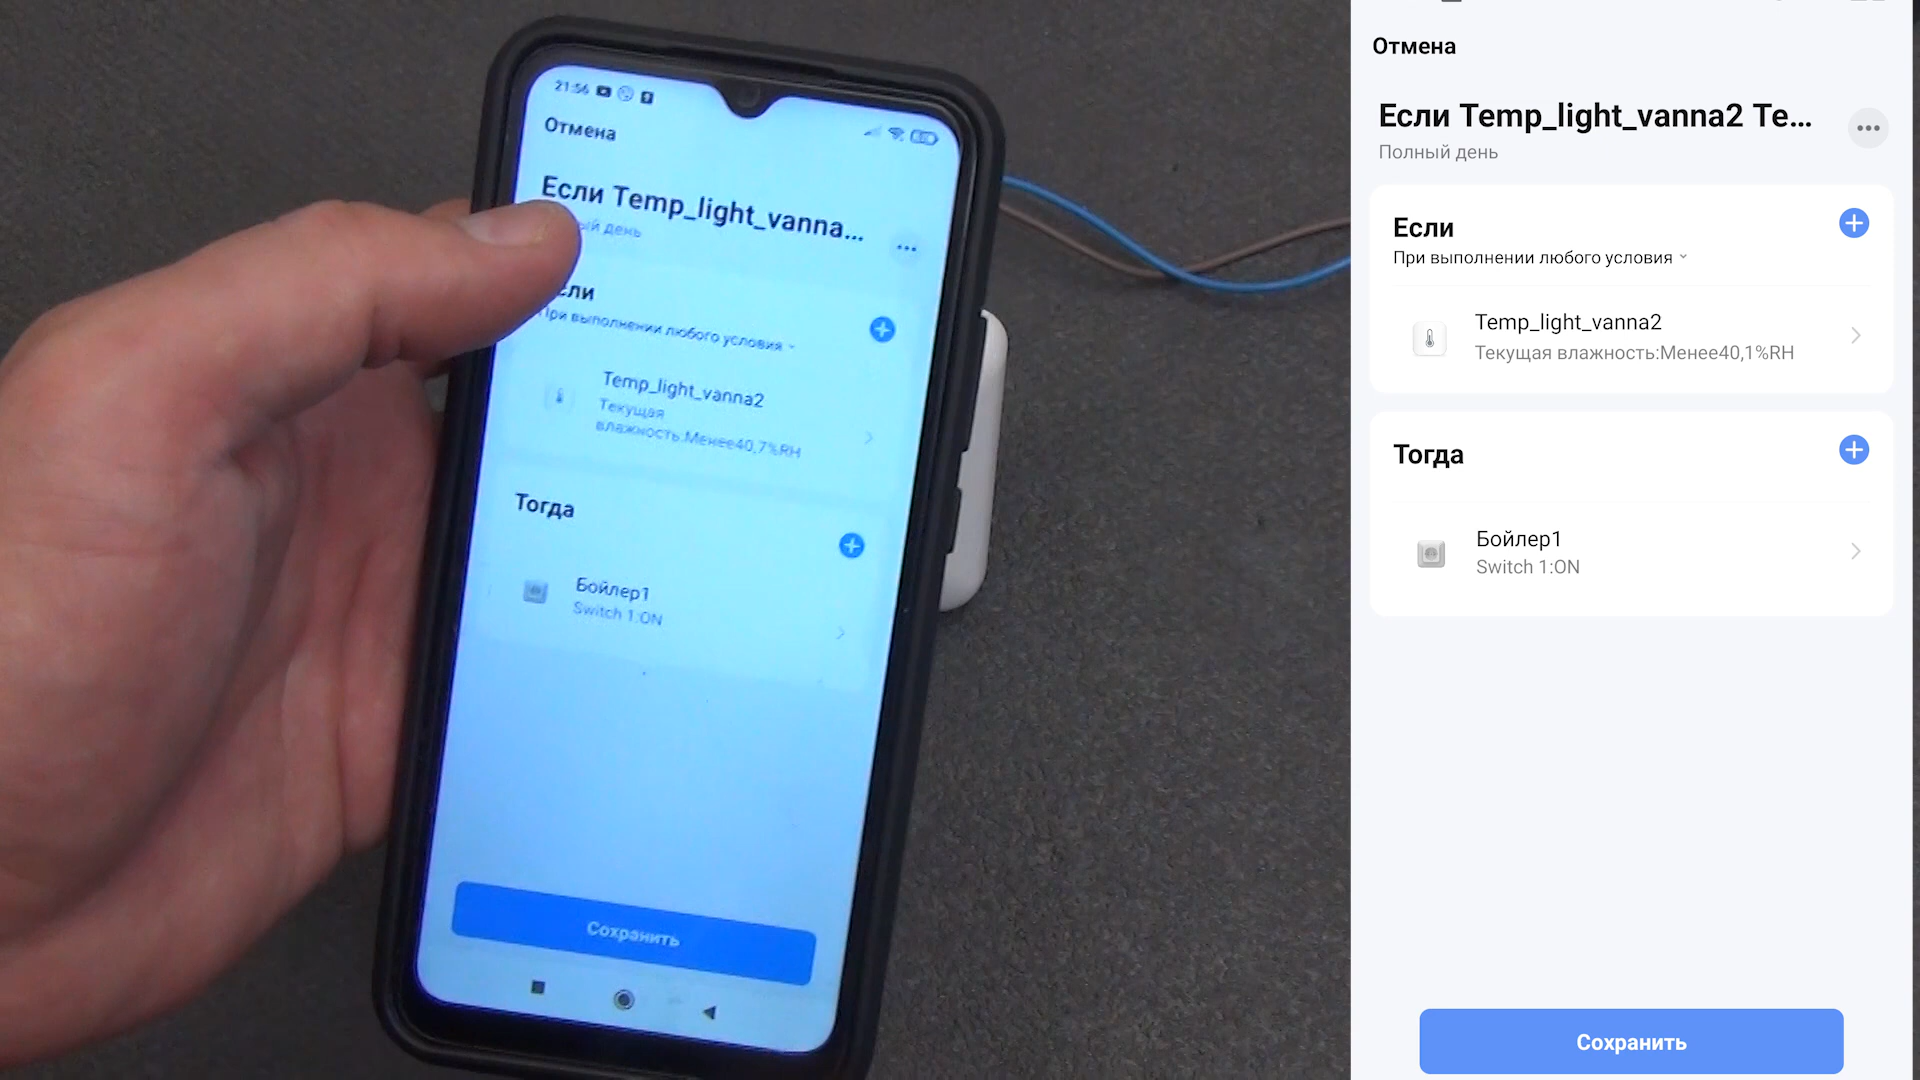 21:56
Отмена
Если Temp_light_vanna...
ый день
ли
При выполнении любого условия
Temp_light_vanna2
Текущая
влажность:Менее40,7%RH
Тогда
Бойлер1
Switch 1:ON
Сохранить
Отмена
Если Temp_light_vanna2 Te...
Полный день
Если
При выполнении любого условия
Temp_light_vanna2
Текущая влажность:Менее40,1%RH
Тогда
Бойлер1
Switch 1:ON
Сохранить